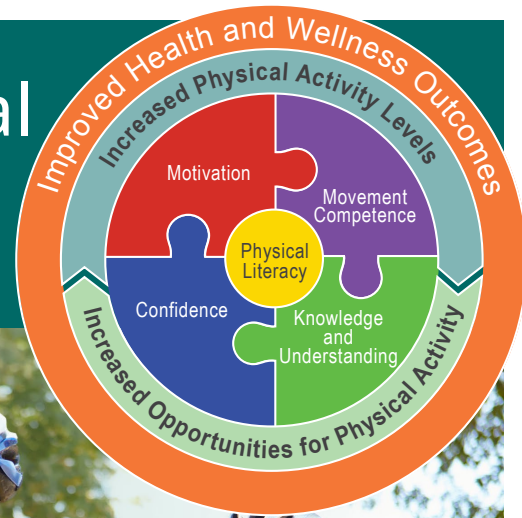 al
Improved Health and Wellness Outcomes
Increased Physical Activity Levels
Motivation
Movement
Competence
Physical
Literacy
Confidence
Knowledge
and
Understanding
Increased Opportunities for Physical Activity